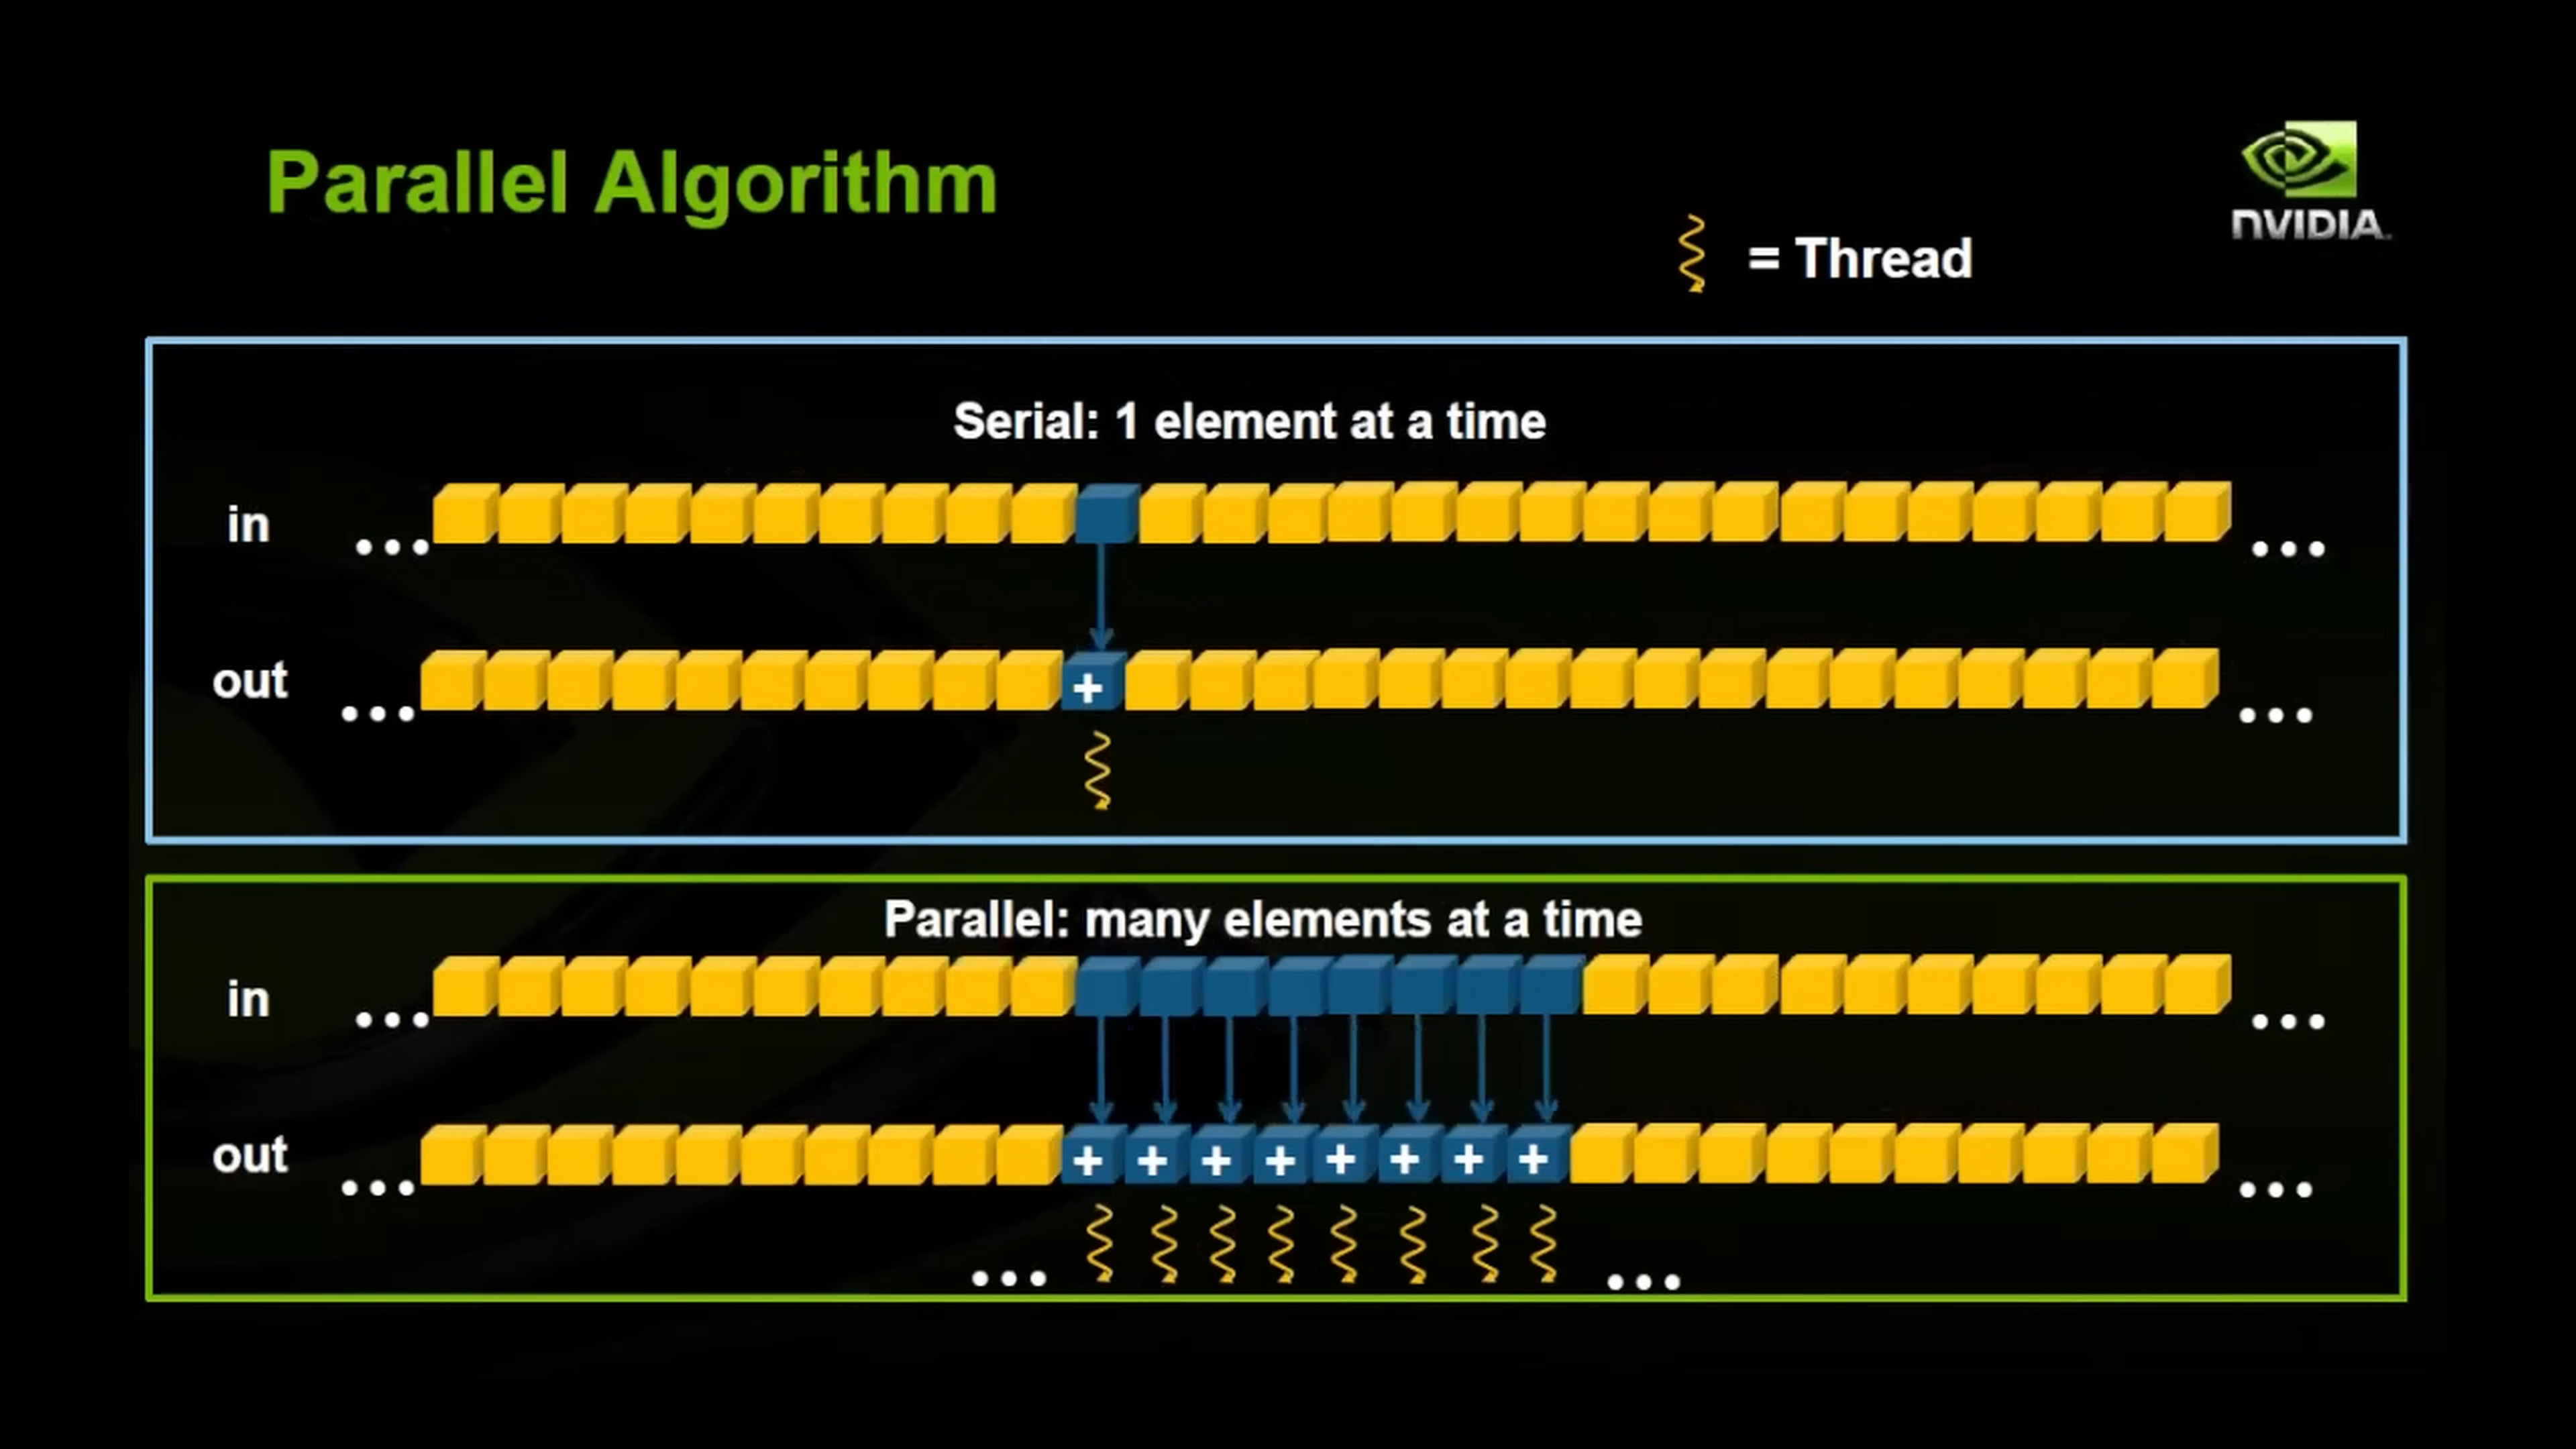 Parallel Algorithm
nVIDIA.
= Thread
Serial: 1 element at a time
in
...
...
out
...
+
...
Parallel: many elements at a time
in
...
...
out
...
+ + + + + + + +
...
...
...